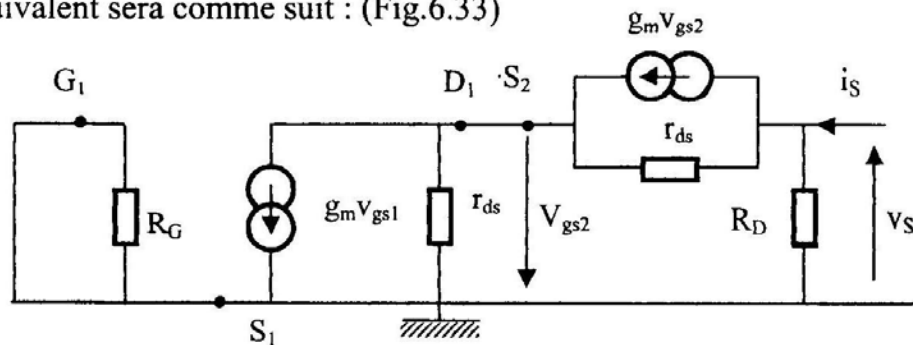 uivalent sera comme suit : (Fig.6.33)
gmvgs2
G1
D1
·S2
iS
rds
RG
gmvgs1
rds
Vgs2
RD
vS
S1